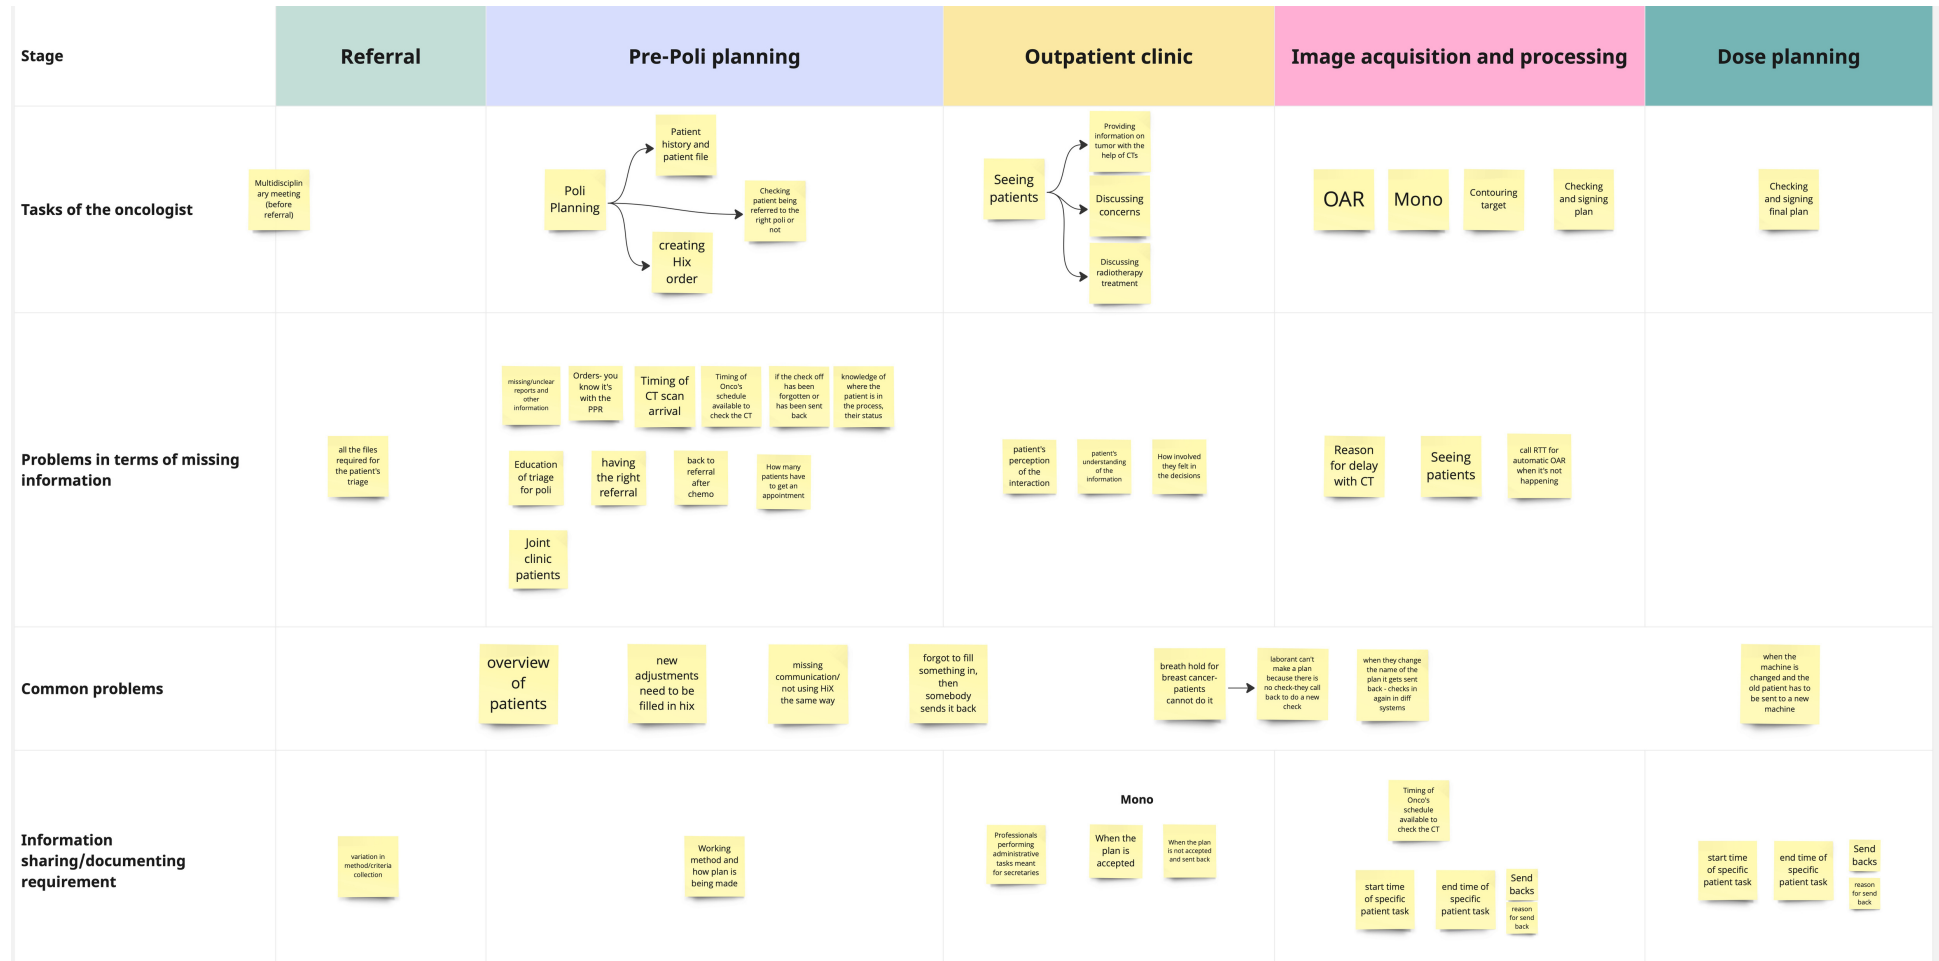 Stage
Referral
Pre-Poli planning
Outpatient clinic
Image acquisition and processing
Dose planning
Tasks of the oncologist
Multidisciplin
ary meeting
(before
referral)
Poli
Planning
Patient
history and
patient file
Checking
patient being
referred to the
right poli or
not
creating
Hix
order
Seeing
patients
Providing
information on
tumor with the
help of CTs
Discussing
concerns
Discussing
radiotherapy
treatment
OAR
Mono
Contouring
target
Checking
and signing
plan
Checking
and signing
final plan
Problems in terms of missing
information
all the files
required for
the patient's
triage
missing/unclear
reports and
other
information
Orders- you
know it's
with the
PPR
Timing of
CT scan
arrival
Timing of
Onco's
schedule
available to
check the CT
if the check off
has been
forgotten or
has been sent
back
knowledge of
where the
patient is in
the process,
their status
Education
of triage
for poli
having
the right
referral
back to
referral
after
chemo
How many
patients have
to get an
appointment
Joint
clinic
patients
patient's
perception
of the
interaction
patient's
understanding
of the
information
How involved
they felt in
the decisions
Reason
for delay
with CT
Seeing
patients
call RTT for
automatic OAR
when it's not
happening
Common problems
overview
of
patients
new
adjustments
need to be
filled in hix
missing
communication/
not using HiX
the same way
forgot to fill
something in,
then
somebody
sends it back
breath hold for
breast cancer-
patients
cannot do it
laborant can't
make a plan
because there
is no check-they call
back to do a new
check
when they change
the name of the
plan it gets sent
back - checks in
again in diff
systems
when the
machine is
changed and the
old patient has to
be sent to a new
machine
Information
sharing/documenting
requirement
variation in
method/criteria
collection
Working
method and
how plan is
being made
Mono
Professionals
performing
administrative
tasks meant
for secretaries
When the
plan is
accepted
When the plan
is not accepted
and sent back
Timing of
Onco's
schedule
available to
check the CT
start time
of specific
patient task
end time of
specific
patient task
Send
backs
reason
for send
back
start time
of specific
patient task
end time of
specific
patient task
Send
backs
reason
for send
back